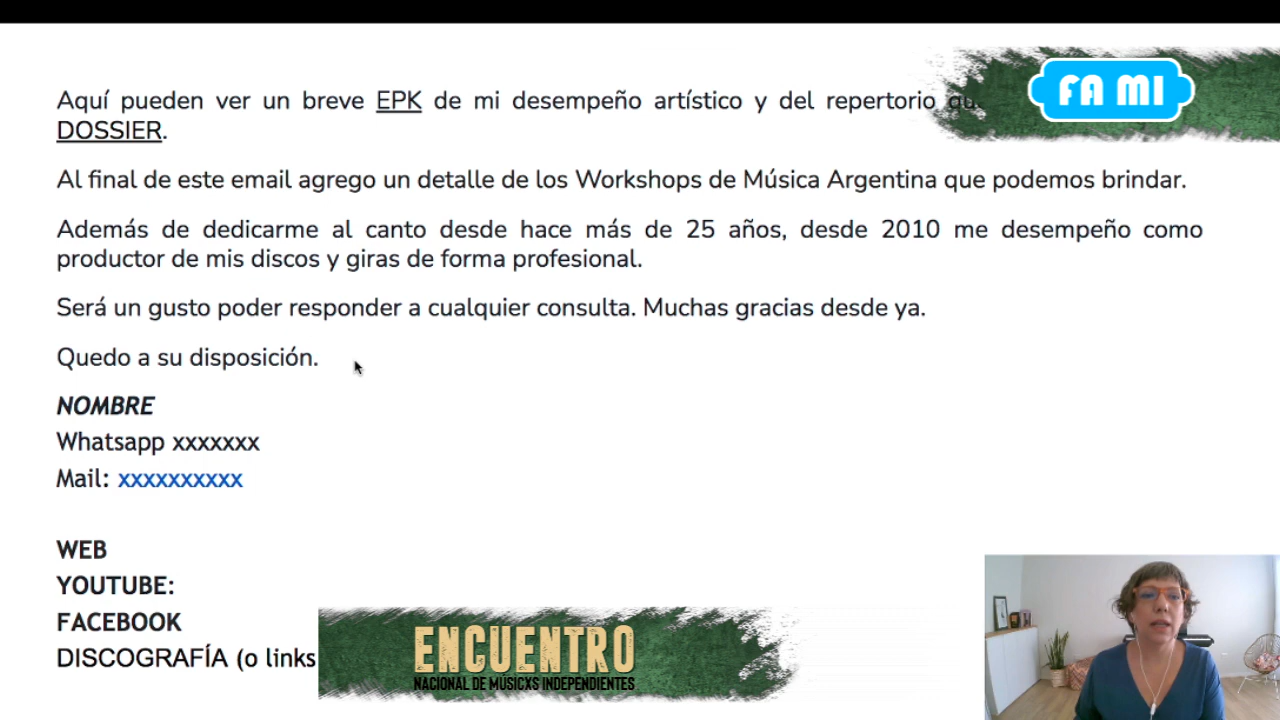 Aquí pueden ver un breve EPK de mi desempeño artístico y del repertorio
FA MI
DOSSIER.
Al final de este email agrego un detalle de los Workshops de Música Argentina que podemos brindar.
Además de dedicarme al canto desde hace más de 25 años, desde 2010 me desempeño como
productor de mis discos y giras de forma profesional.
Será un gusto poder responder a cualquier consulta. Muchas gracias desde ya.
Quedo a su disposición.
NOMBRE
Whatsapp xxxxxxx
Mail: xxxxxxxxxx
WEB
YOUTUBE:
FACEBOOK
DISCOGRAFÍA (o links
ENCUENTRO
NACIONAL DE MÚSICXS INDEPENDIENTES